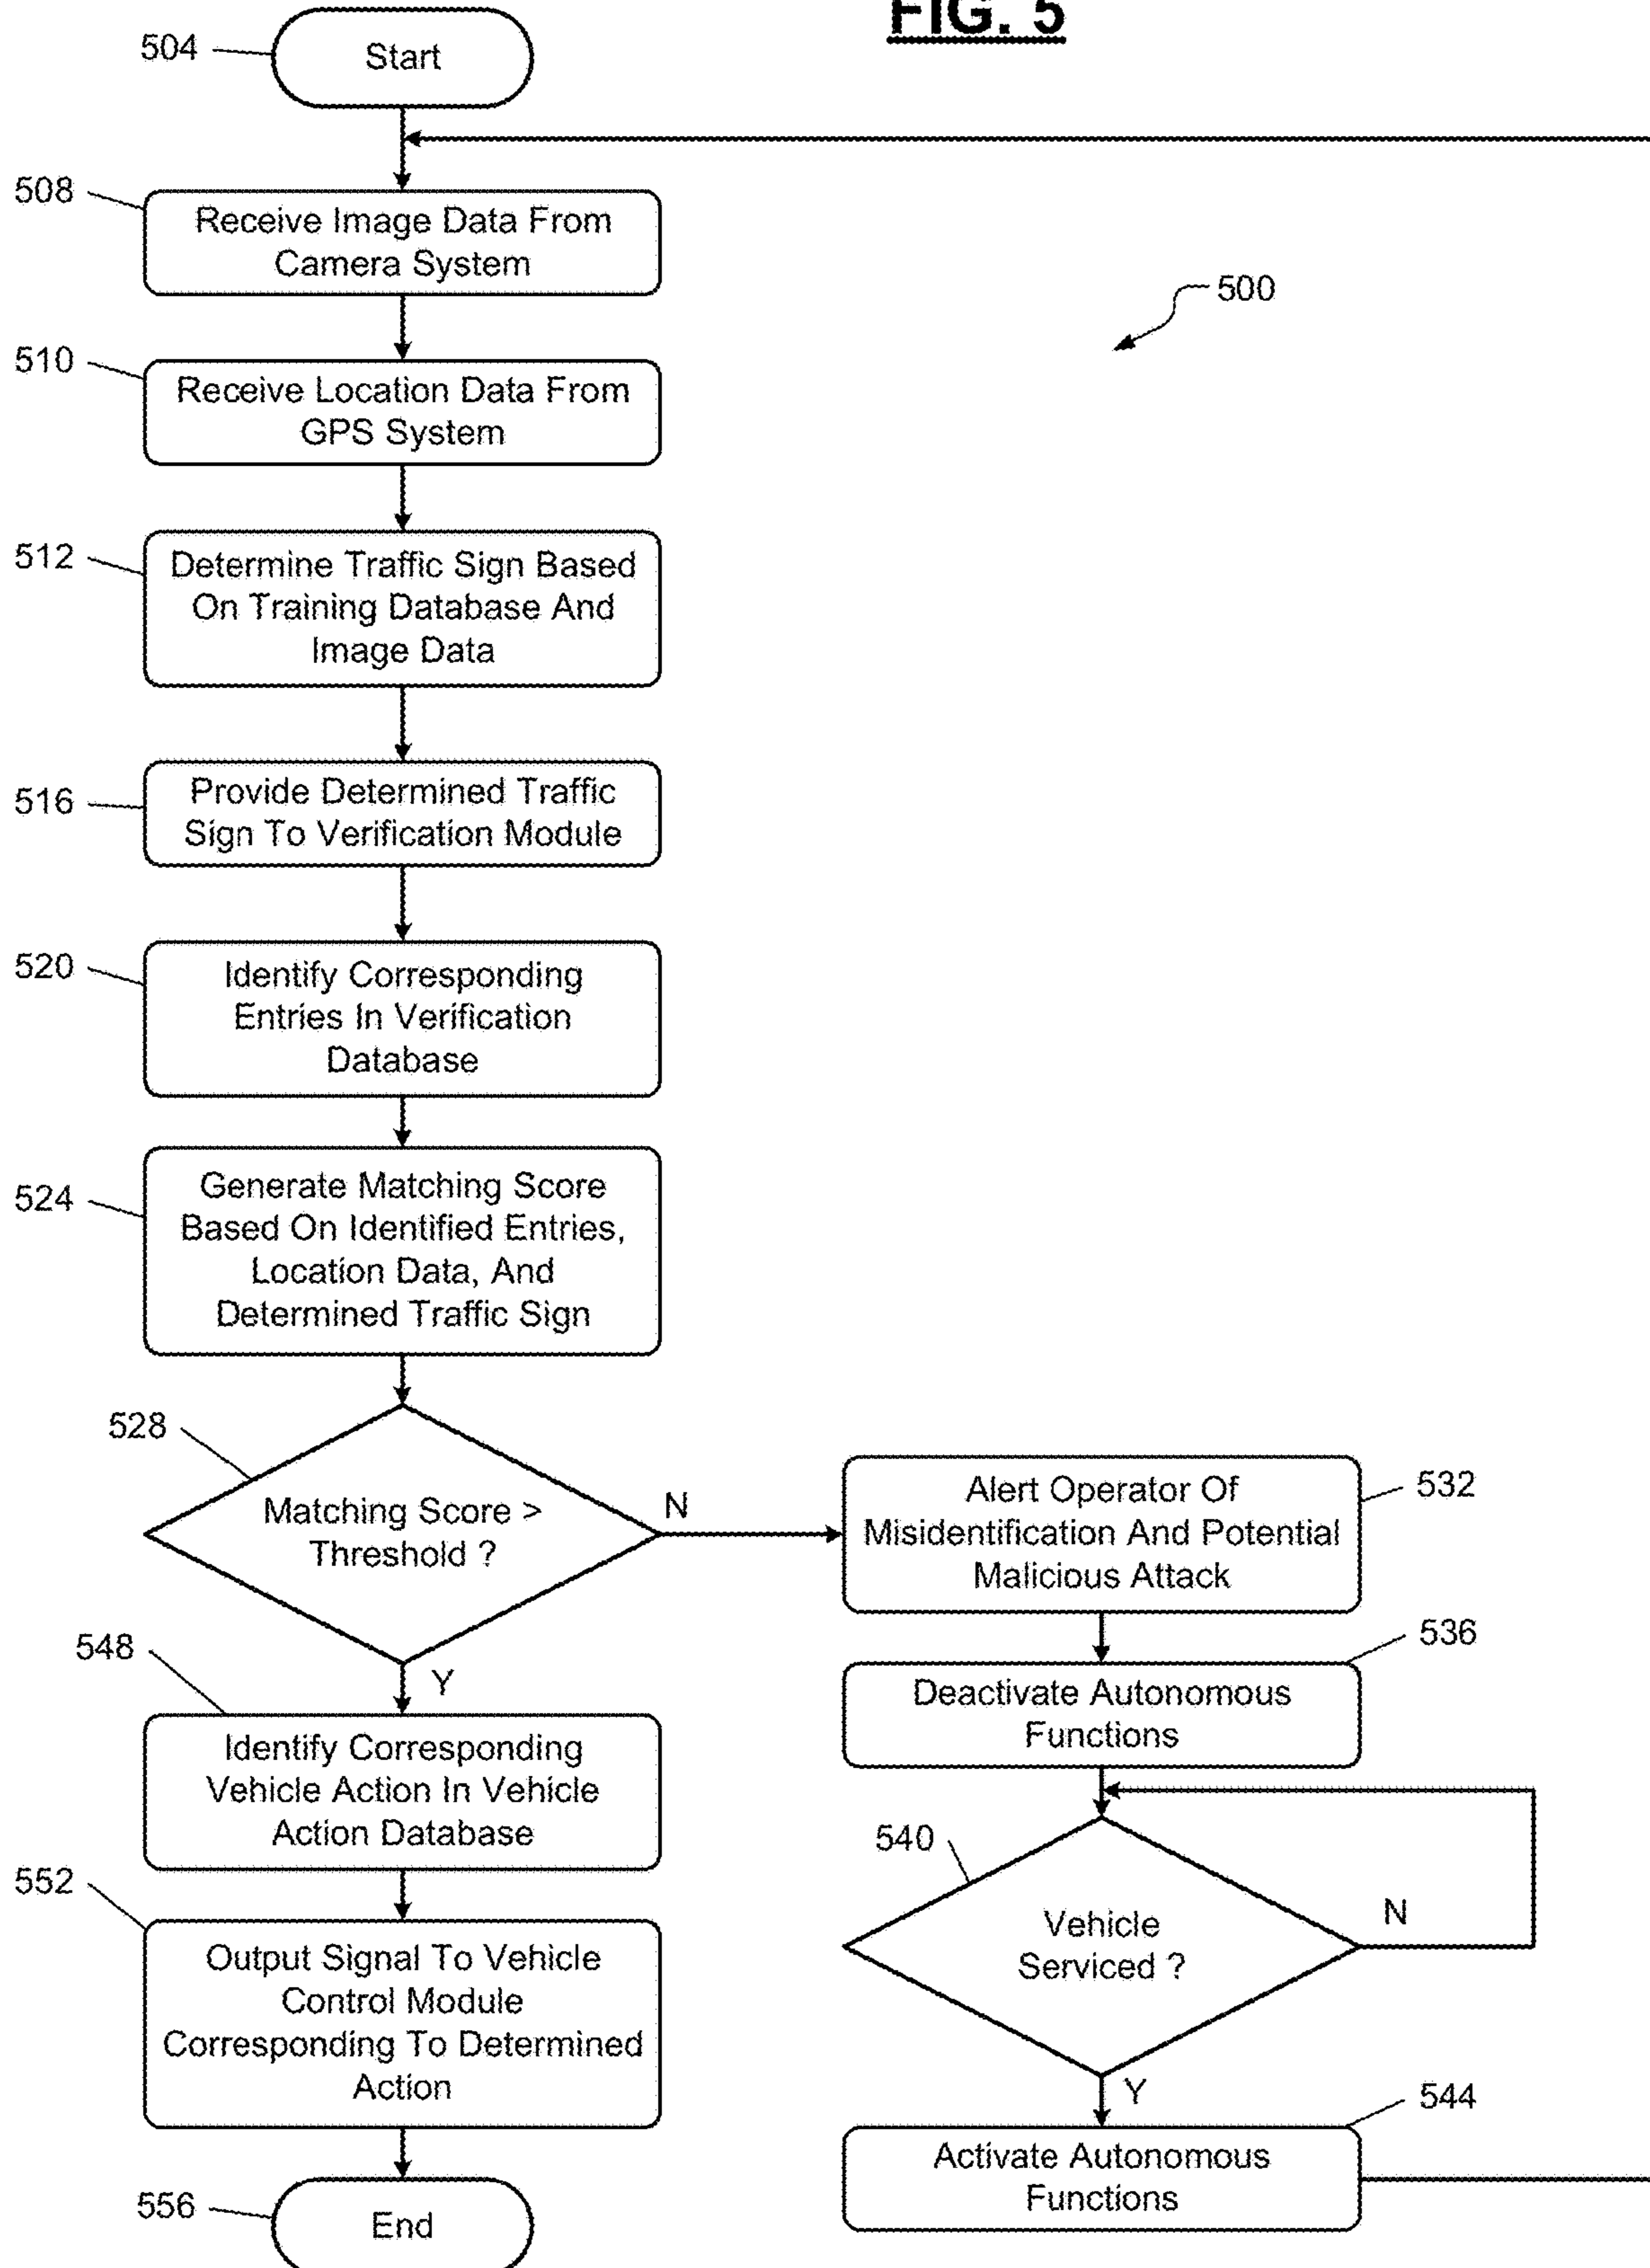 FIG. 5
504
Start
508
Receive Image Data From
Camera System
500
510
Receive Location Data From
GPS System
512
Determine Traffic Sign Based
On Training Database And
Image Data
516
Provide Determined Traffic
Sign To Verification Module
520
Identify Corresponding
Entries In Verification
Database
524
Generate Matching Score
Based On Identified Entries,
Location Data, And
Determined Traffic Sign
528
Matching Score >
Threshold ?
N
Y
532
Alert Operator Of
Misidentification And Potential
Malicious Attack
536
Deactivate Autonomous
Functions
540
Vehicle
Serviced ?
N
Y
544
Activate Autonomous
Functions
548
Identify Corresponding
Vehicle Action In Vehicle
Action Database
552
Output Signal To Vehicle
Control Module
Corresponding To Determined
Action
556
End